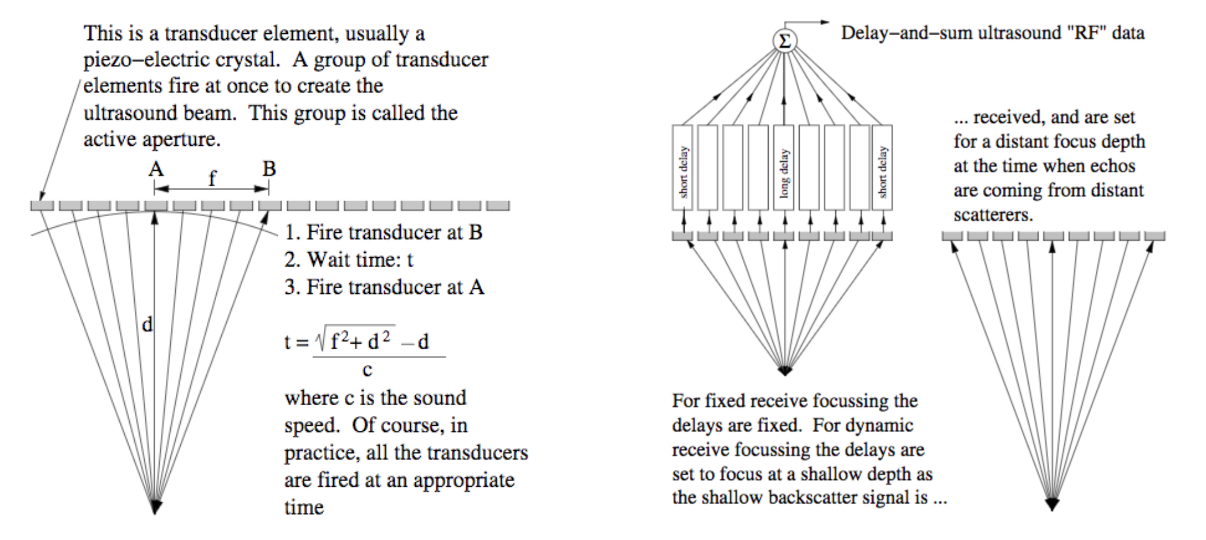 This is a transducer element, usually a
piezo–electric crystal. A group of transducer
elements fire at once to create the
ultrasound beam. This group is called the
active aperture.
A
f
B
d
1. Fire transducer at B
2. Wait time: t
3. Fire transducer at A
t = √f²+ d² – d
c
where c is the sound
speed. Of course, in
practice, all the transducers
are fired at an appropriate
time
Σ
Delay–and–sum ultrasound "RF" data
short delay
long delay
short delay
For fixed receive focussing the
delays are fixed. For dynamic
receive focussing the delays are
set to focus at a shallow depth as
the shallow backscatter signal is ...
... received, and are set
for a distant focus depth
at the time when echos
are coming from distant
scatterers.